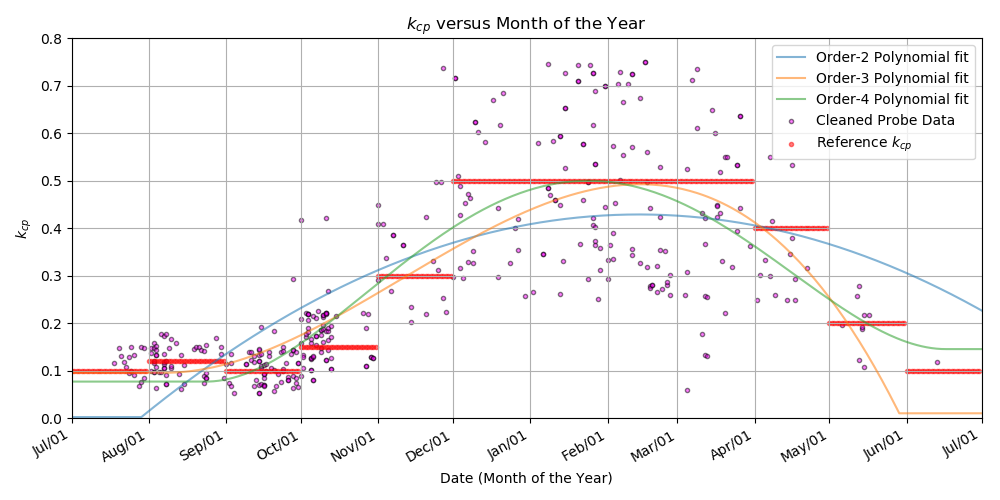 k_cp versus Month of the Year
0.8
0.7
0.6
0.5
0.4
0.3
0.2
0.1
0.0
k_cp
Order-2 Polynomial fit
Order-3 Polynomial fit
Order-4 Polynomial fit
Cleaned Probe Data
Reference k_cp
Jul/01
Aug/01
Sep/01
Oct/01
Nov/01
Dec/01
Jan/01
Feb/01
Mar/01
Apr/01
May/01
Jun/01
Jul/01
Date (Month of the Year)